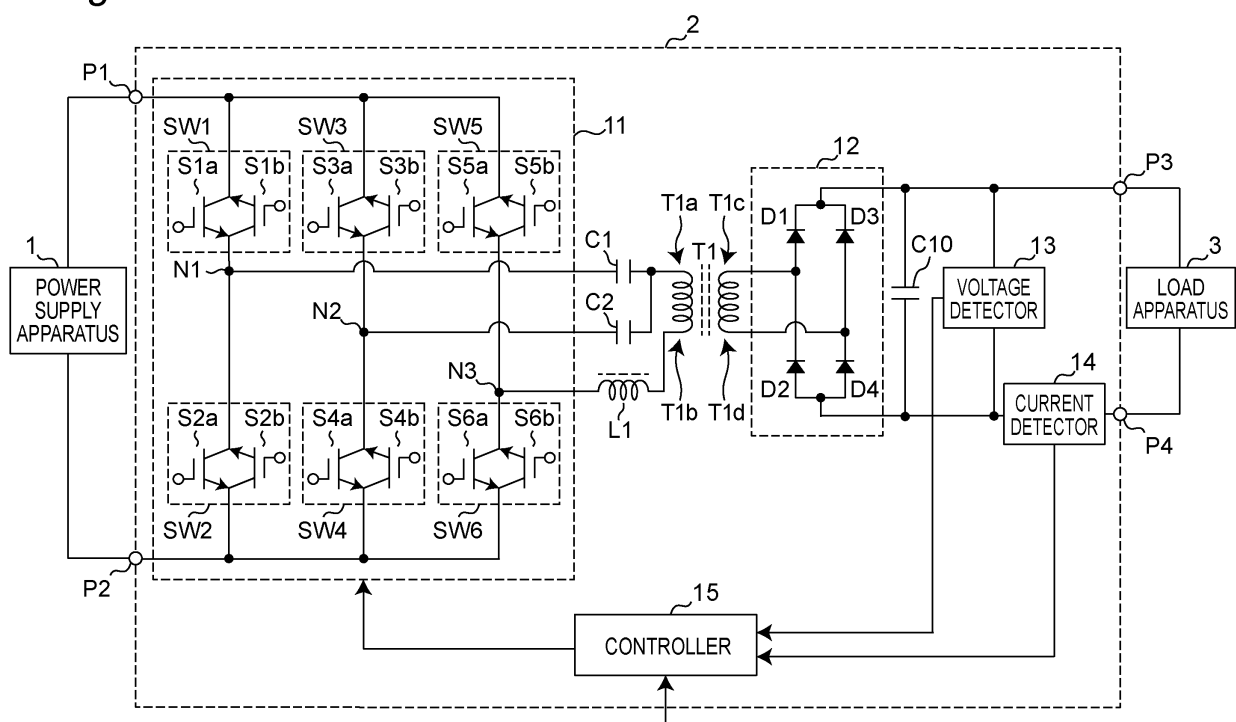 2
P1
11
SW1 SW3 SW5
S1a S1b S3a S3b S5a S5b
12
P3
T1a T1c
D1 D3
C1
T1
C10
N1
1
POWER
SUPPLY
APPARATUS
13
VOLTAGE
DETECTOR
3
LOAD
APPARATUS
C2
N2
N3
D2 D4
14
CURRENT
DETECTOR
L1
T1b T1d
P4
S2a S2b S4a S4b S6a S6b
SW2 SW4 SW6
P2
15
CONTROLLER